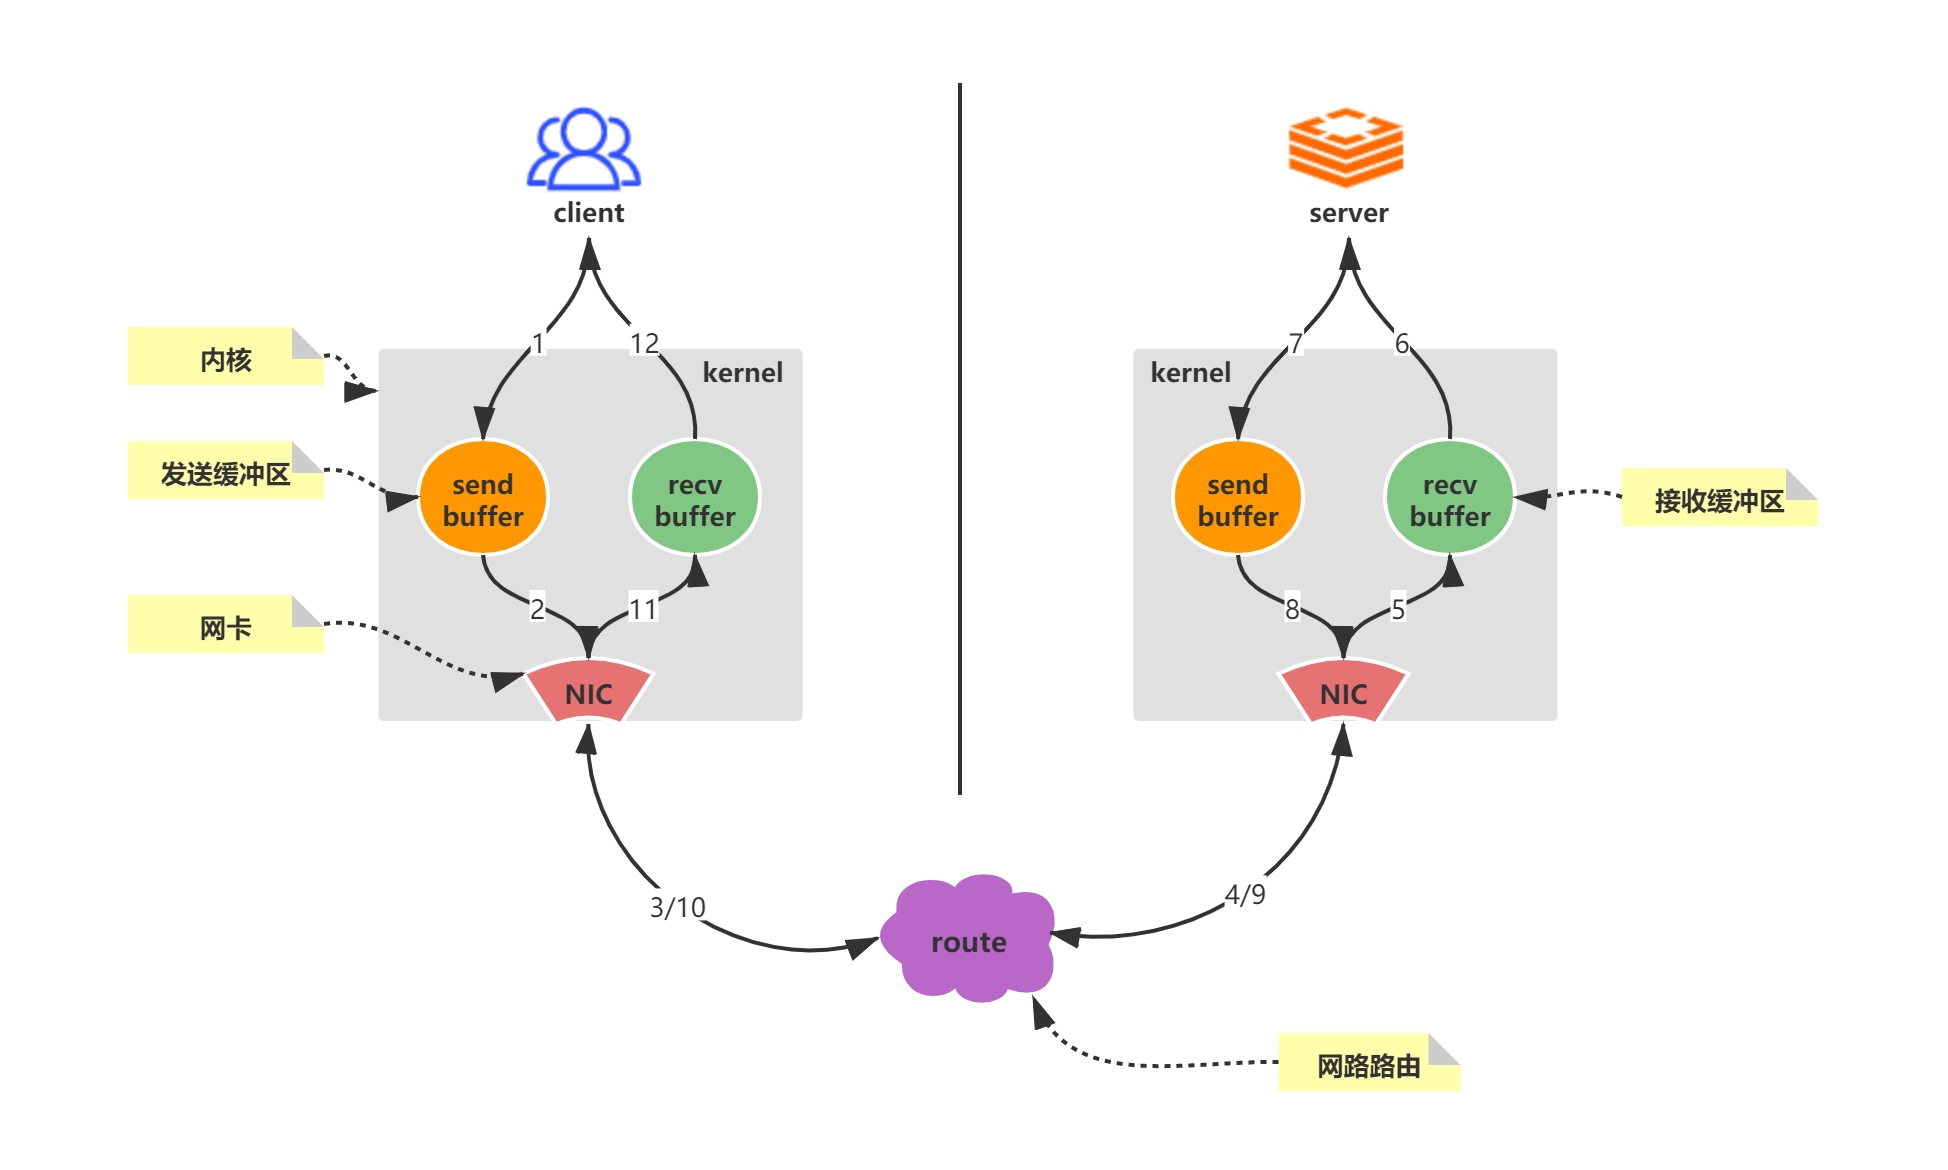 client
server
1
12
7
6
内核
kernel
kernel
发送缓冲区
send
buffer
recv
buffer
send
buffer
recv
buffer
接收缓冲区
2
11
8
5
网卡
NIC
NIC
3/10
4/9
route
网路路由